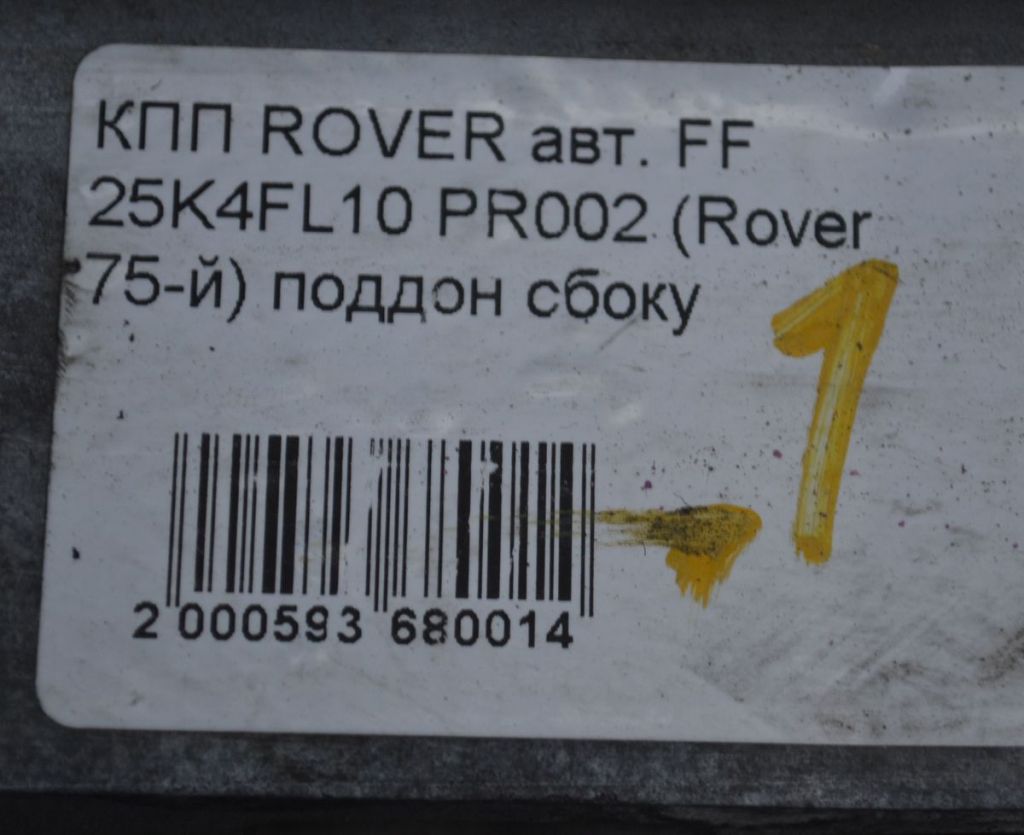 КПП ROVER авт. FF
25K4FL10 PR002 (Rover
75-й) поддон сбоку
1
2 000593 680014